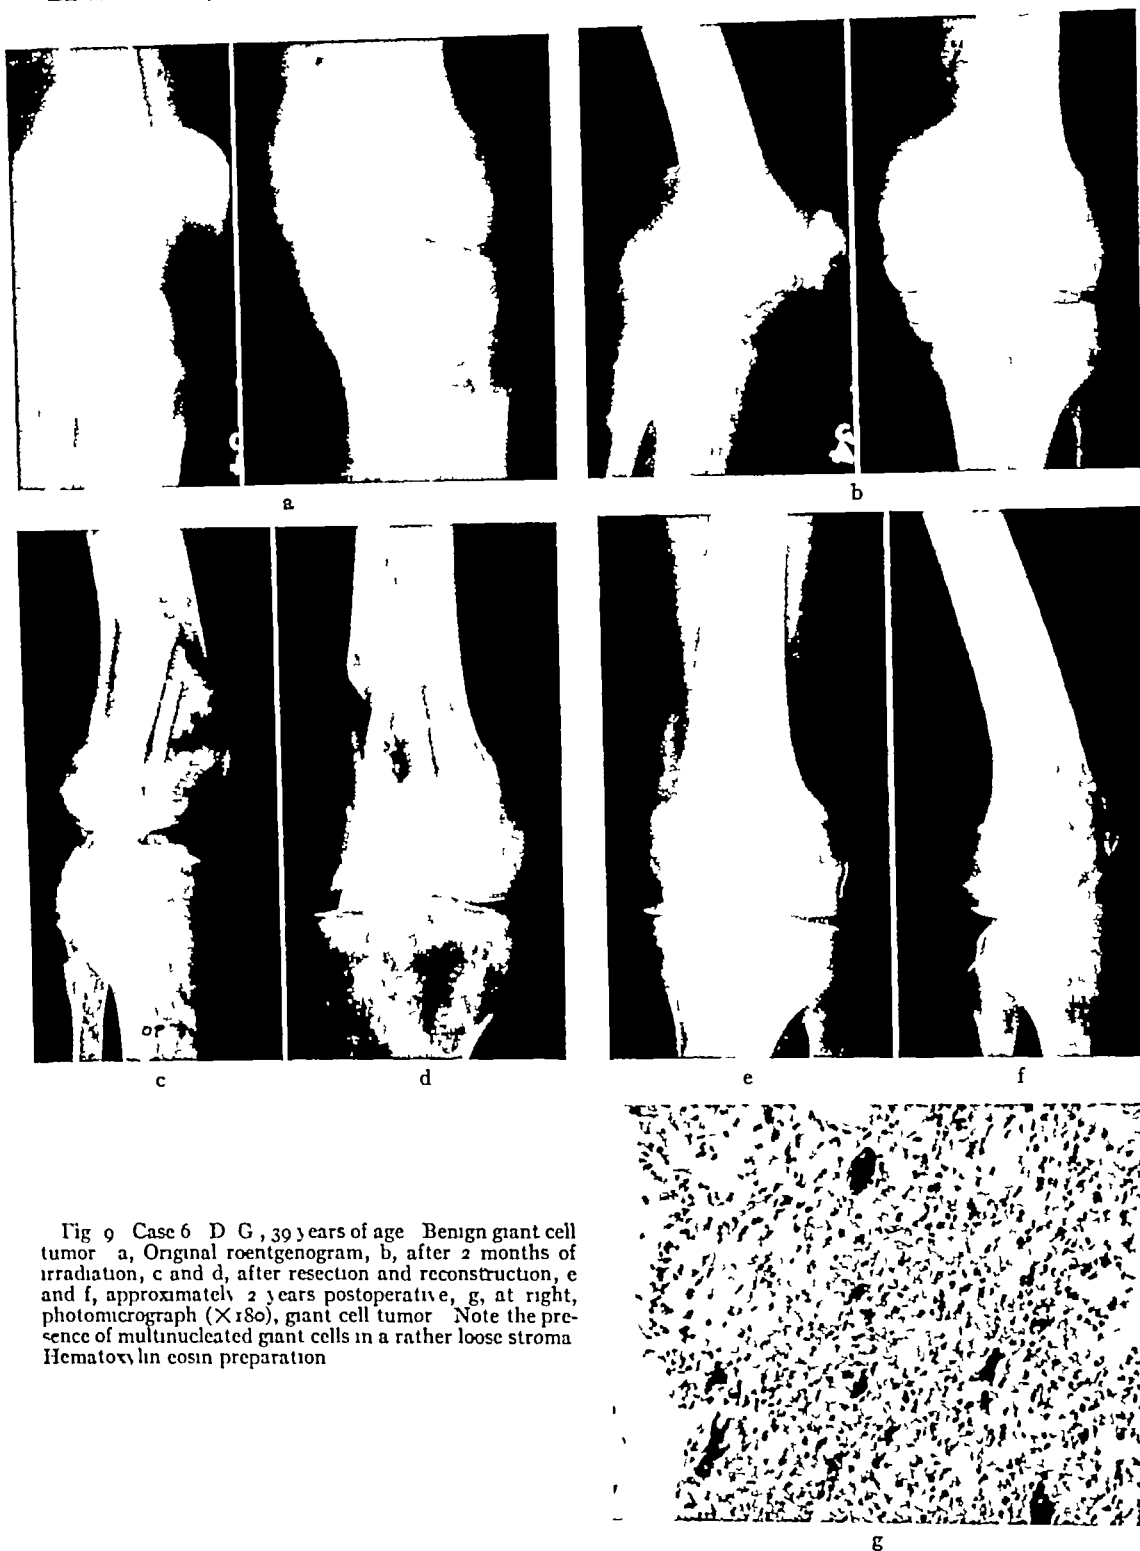 a
b
c
d
e
f
Fig 9 Case 6 D G, 39 years of age Benign giant cell
tumor a, Original roentgenogram, b, after 2 months of
irradiation, c and d, after resection and reconstruction, e
and f, approximately 2 years postoperative, g, at right,
photomicrograph (×180), giant cell tumor Note the pre-
sence of multinucleated giant cells in a rather loose stroma
Hematoxylin eosin preparation
g